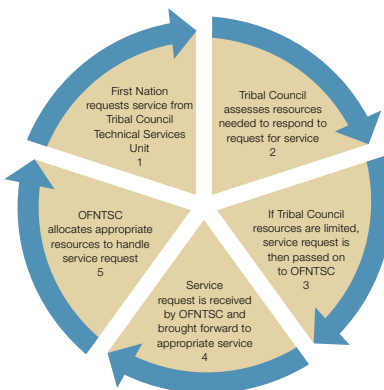 First Nation
requests service from
Tribal Council
Technical Services
Unit
1
Tribal Council
assesses resources
needed to respond to
request for service
2
If Tribal Council
resources are limited,
service request is
then passed on
to OFNTSC
3
Service
request is received
by OFNTSC and
brought forward to
appropriate service
4
OFNTSC
allocates appropriate
resources to handle
service request
5